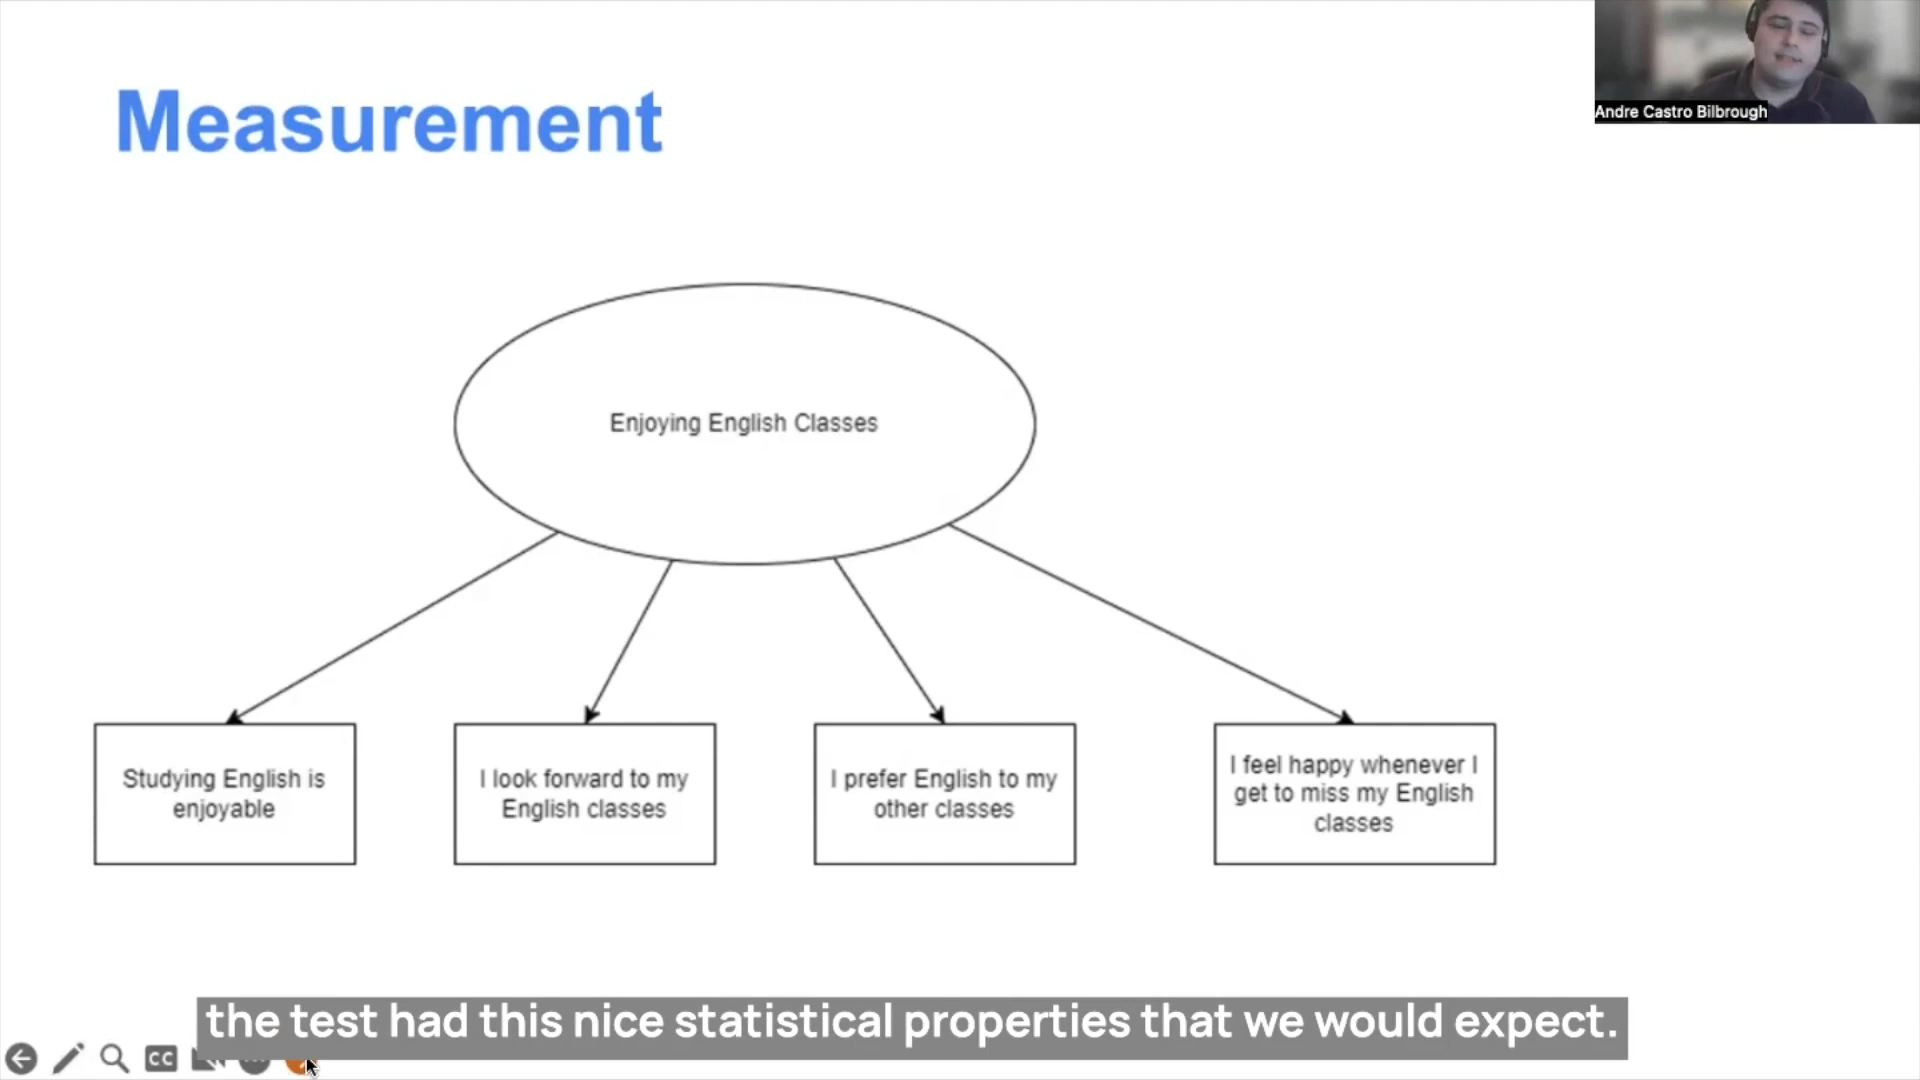 Andre Castro Bilbrough
Measurement
Enjoying English Classes
Studying English is
enjoyable
I look forward to my
English classes
I prefer English to my
other classes
I feel happy whenever I
get to miss my English
classes
the test had this nice statistical properties that we would expect.
CC